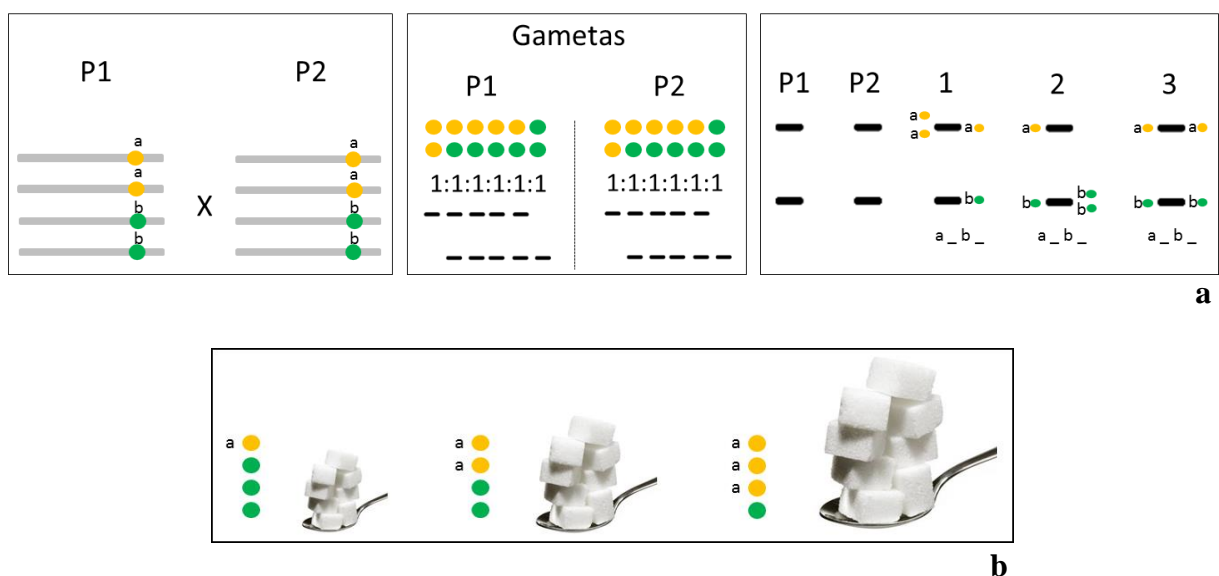 P1 P2
a a
a a
X
b b
b b
Gametas
P1 P2
1:1:1:1:1:1 1:1:1:1:1:1
P1 P2 1 2 3
a
a a a a a
b b b b b
b
a _ b _ a _ b _ a _ b _
a
a a a
a a
a
b